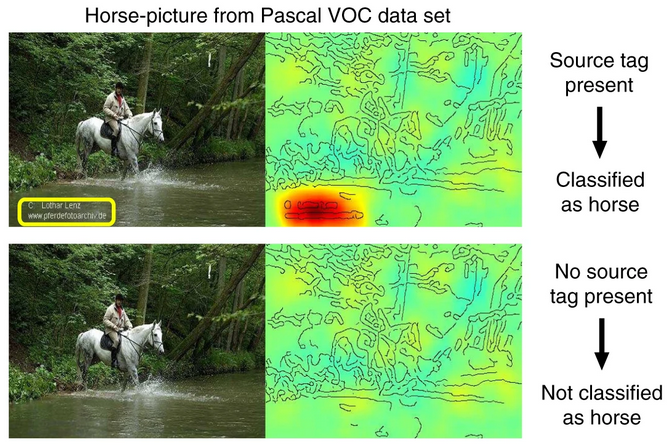 Horse-picture from Pascal VOC data set
Source tag
present
Classified
as horse
C. Lothar Lenz
www.pferdefotoarchiv.de
No source
tag present
Not classified
as horse